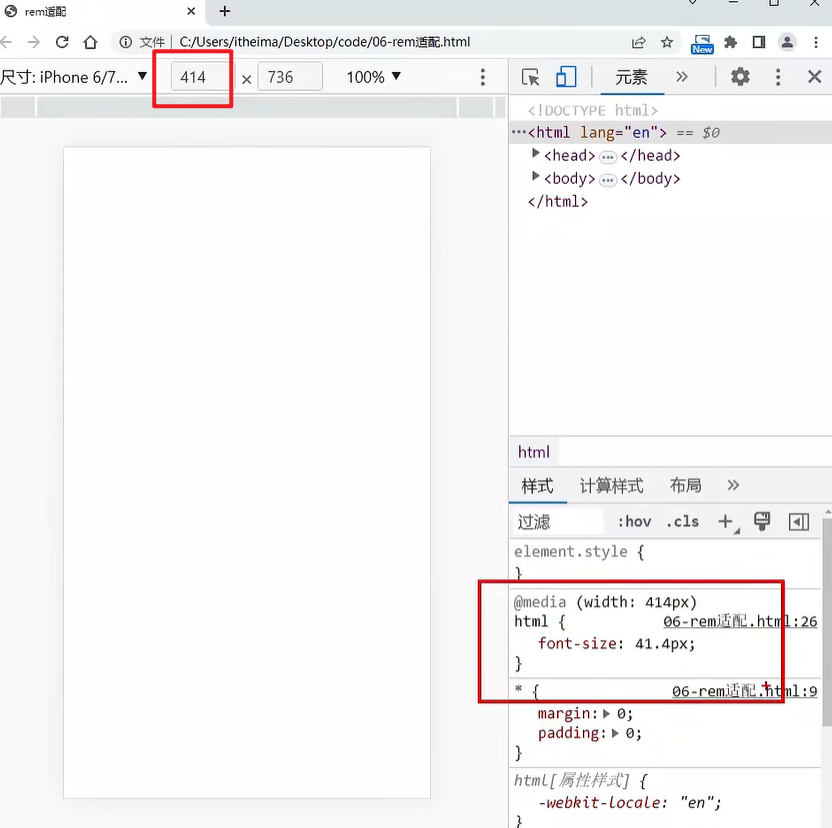 rem适配
文件 C:/Users/itheima/Desktop/code/06-rem适配.html
New
尺寸: iPhone 6/7... ▼ 414 × 736 100% ▼
元素 »
<!DOCTYPE html>
···<html lang="en"> == $0
<head> ··· </head>
<body> ··· </body>
</html>
html
样式 计算样式 布局 »
过滤 :hov .cls +
element.style {
}
@media (width: 414px)
html { 06-rem适配.html:26
font-size: 41.4px;
}
* { 06-rem适配.html:9
margin: 0;
padding: 0;
}
html[属性样式] {
-webkit-locale: "en";
}